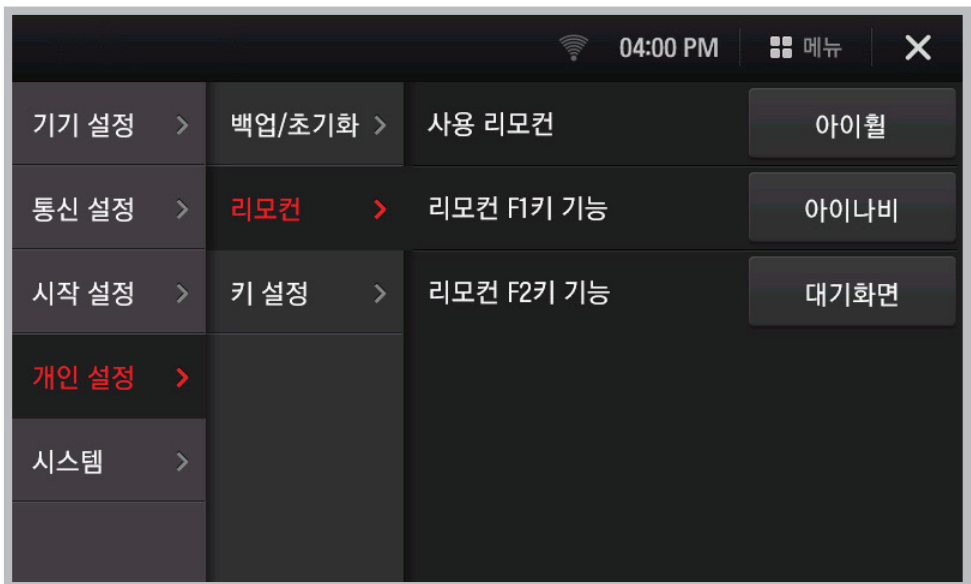 04:00 PM 메뉴
기기 설정
통신 설정
시작 설정
개인 설정
시스템
백업/초기화
리모컨
키 설정
사용 리모컨 아이휠
리모컨 F1키 기능 아이나비
리모컨 F2키 기능 대기화면